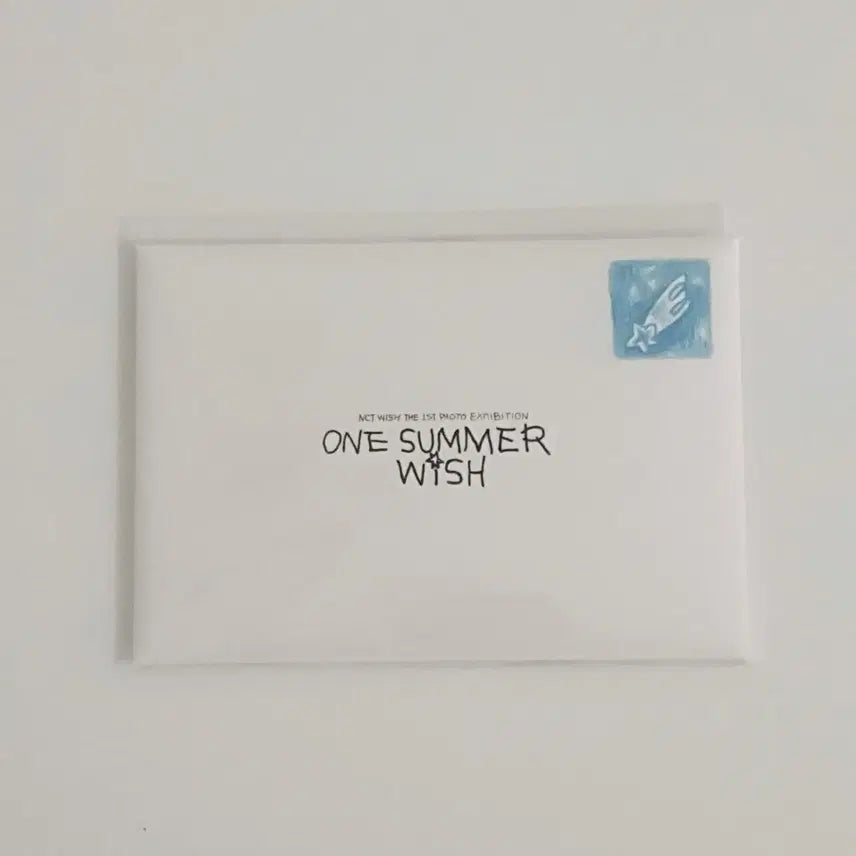 NCT WISH THE 1ST PHOTO EXHIBITION
ONE SUMMER
WISH